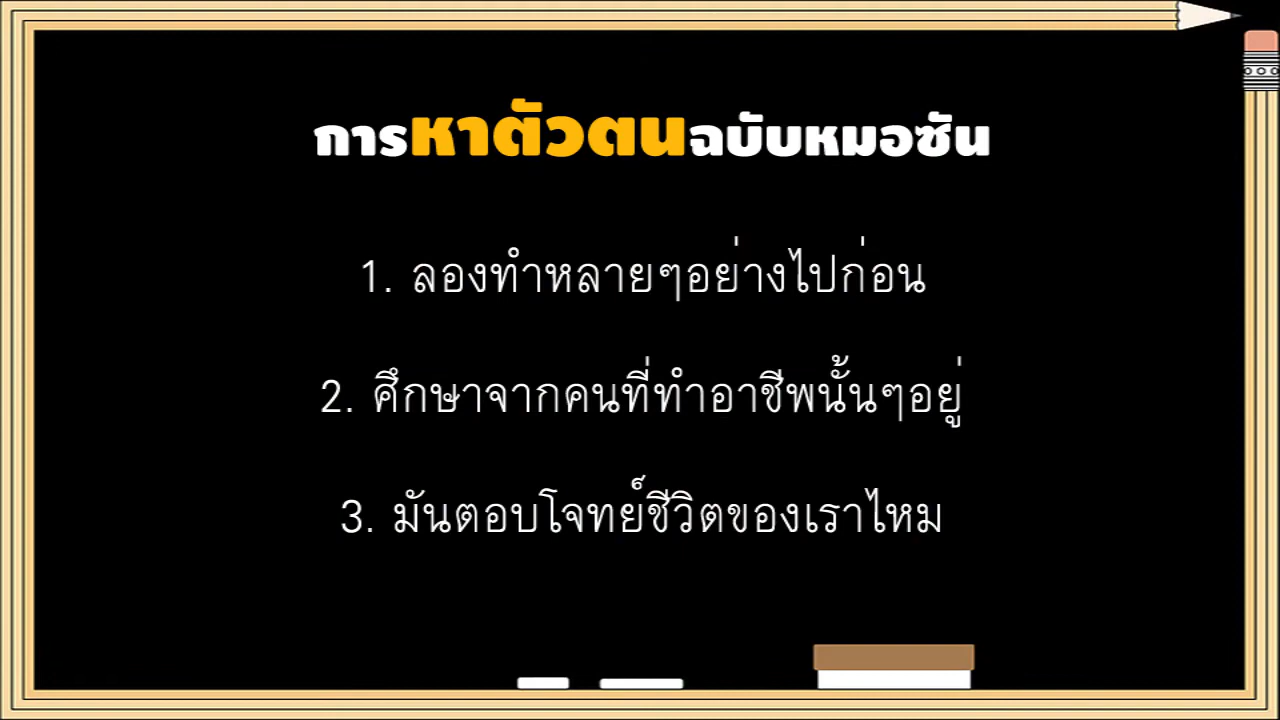 การหาตัวตนฉบับหมอซัน
1. ลองทำหลายๆอย่างไปก่อน
2. ศึกษาจากคนที่ทำอาชีพนั้นๆอยู่
3. มันตอบโจทย์ชีวิตของเราไหม